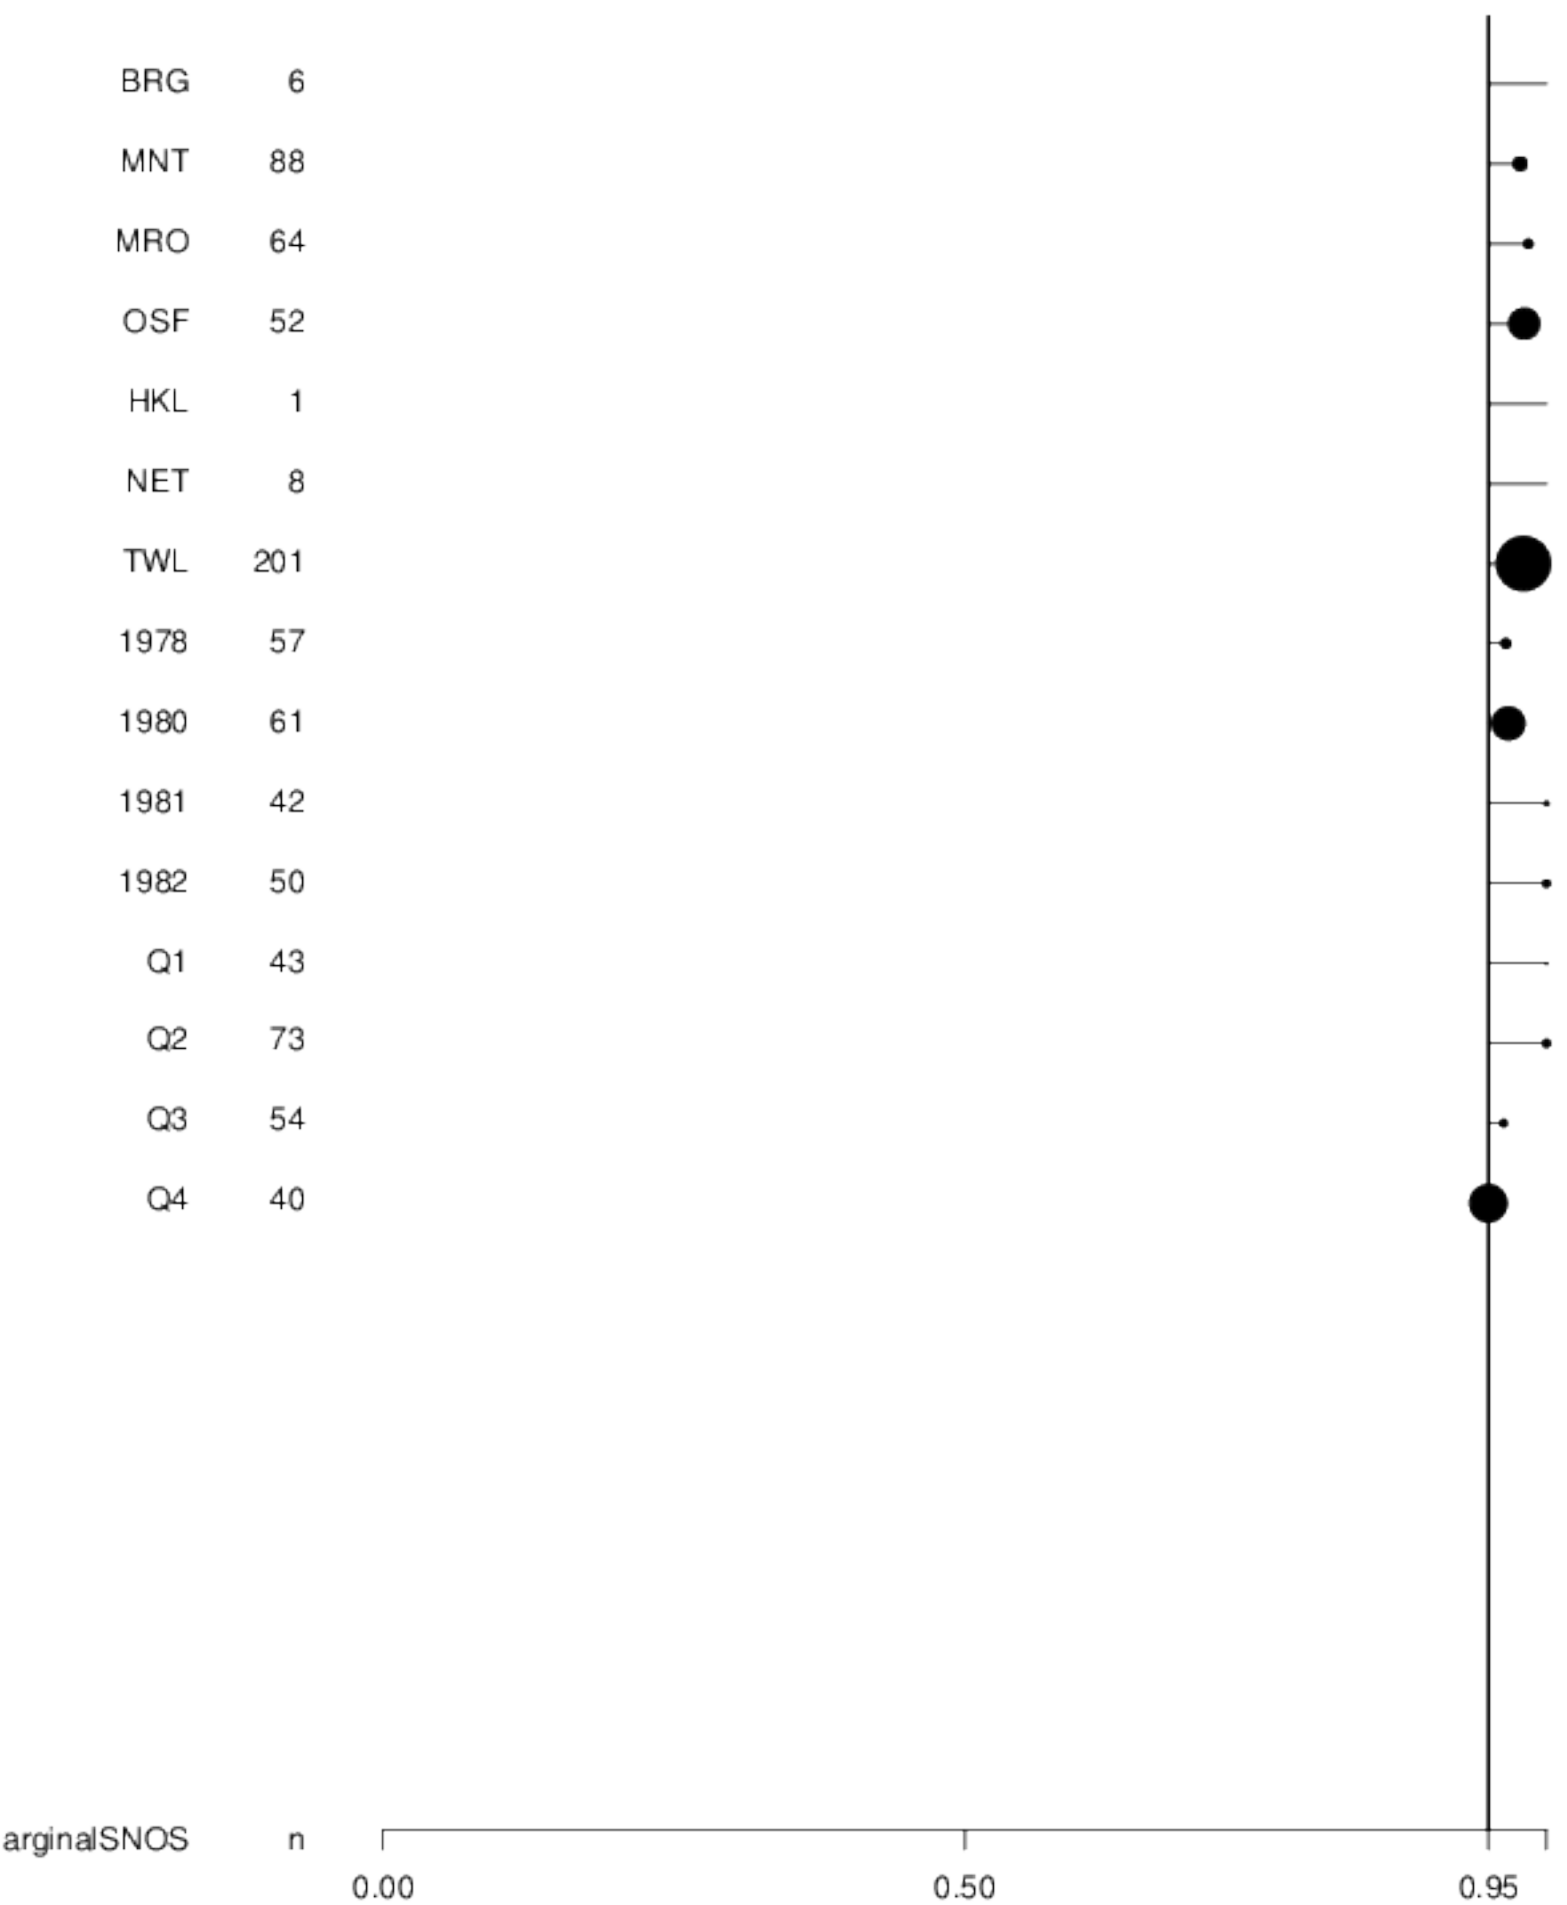 BRG 6
MNT 88
MRO 64
OSF 52
HKL 1
NET 8
TWL 201
1978 57
1980 61
1981 42
1982 50
Q1 43
Q2 73
Q3 54
Q4 40
arginalSNOS n
0.00 0.50 0.95